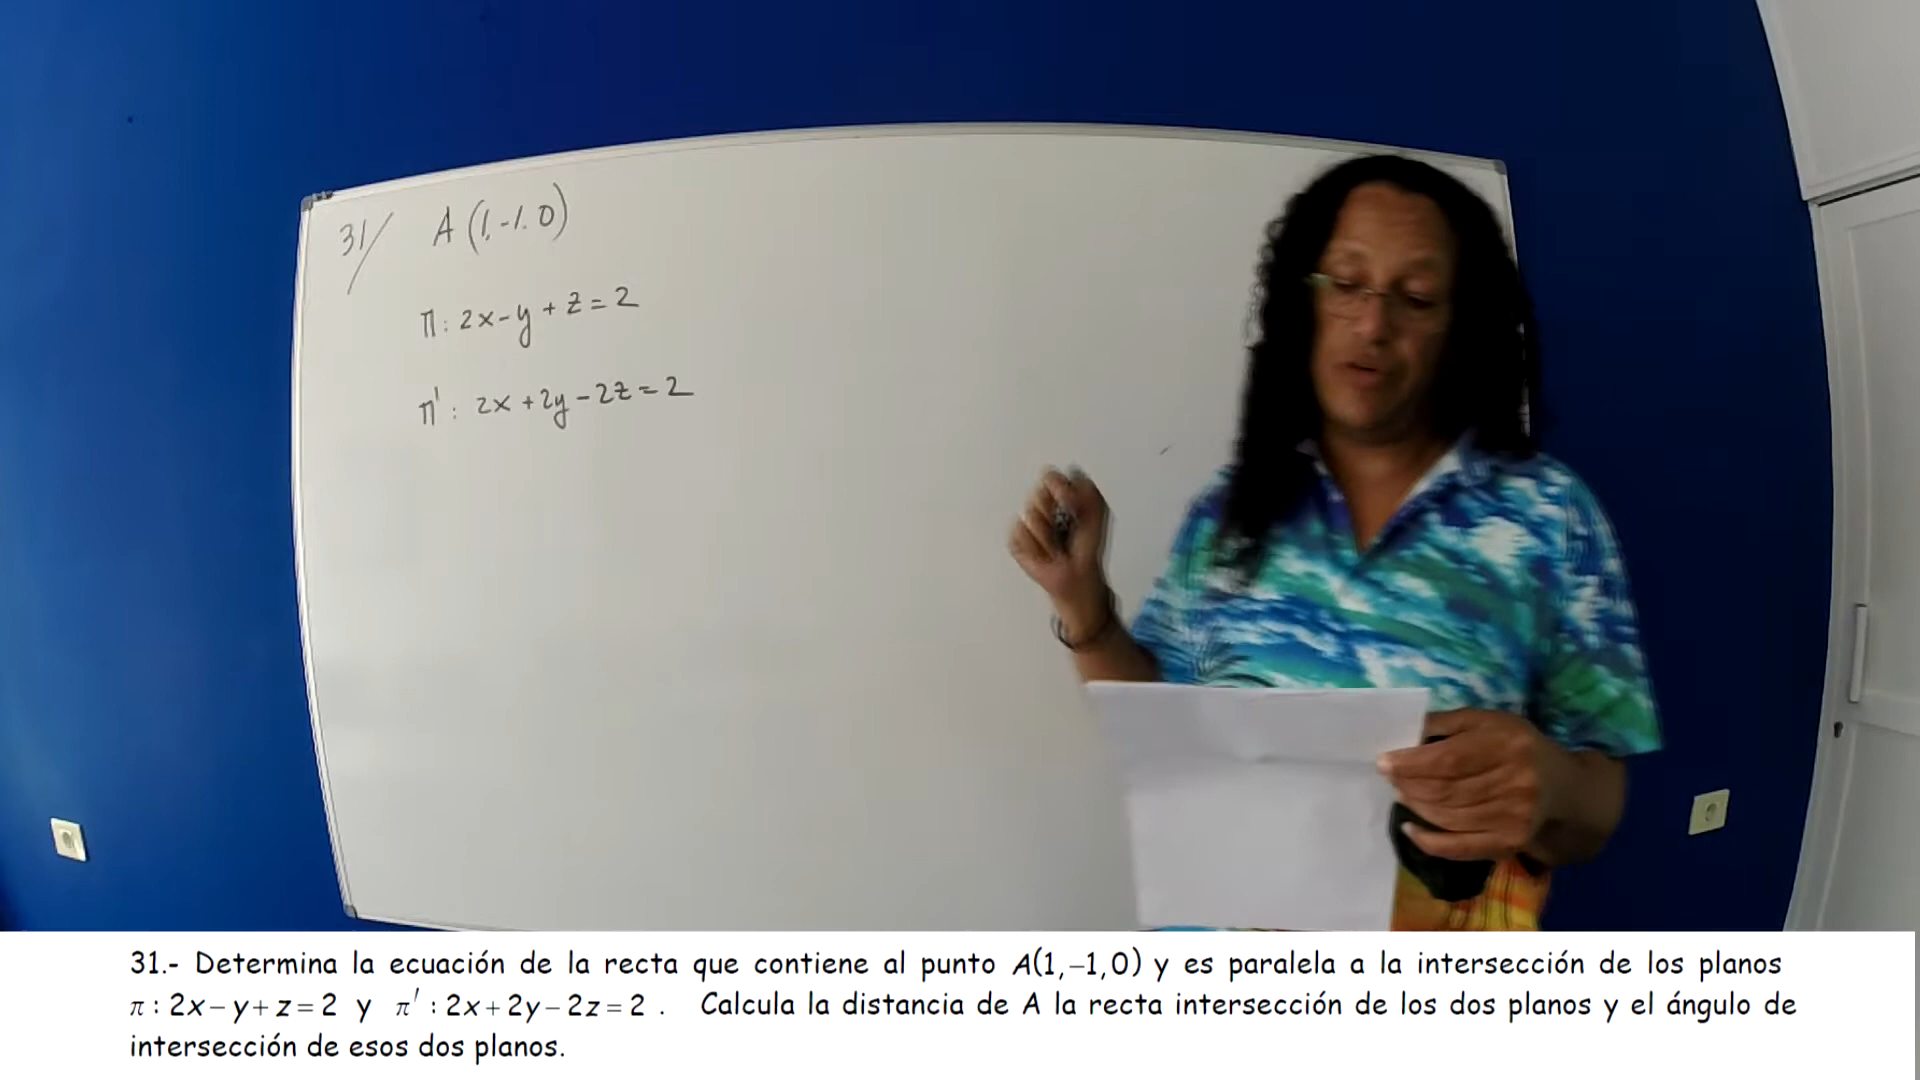 31/ A (1,-1.0)
π: 2x-y+z=2
π': 2x+2y-2z=2
31.- Determina la ecuación de la recta que contiene al punto A(1,-1,0) y es paralela a la intersección de los planos
π: 2x-y+z=2 y π': 2x+2y-2z=2 . Calcula la distancia de A la recta intersección de los dos planos y el ángulo de
intersección de esos dos planos.